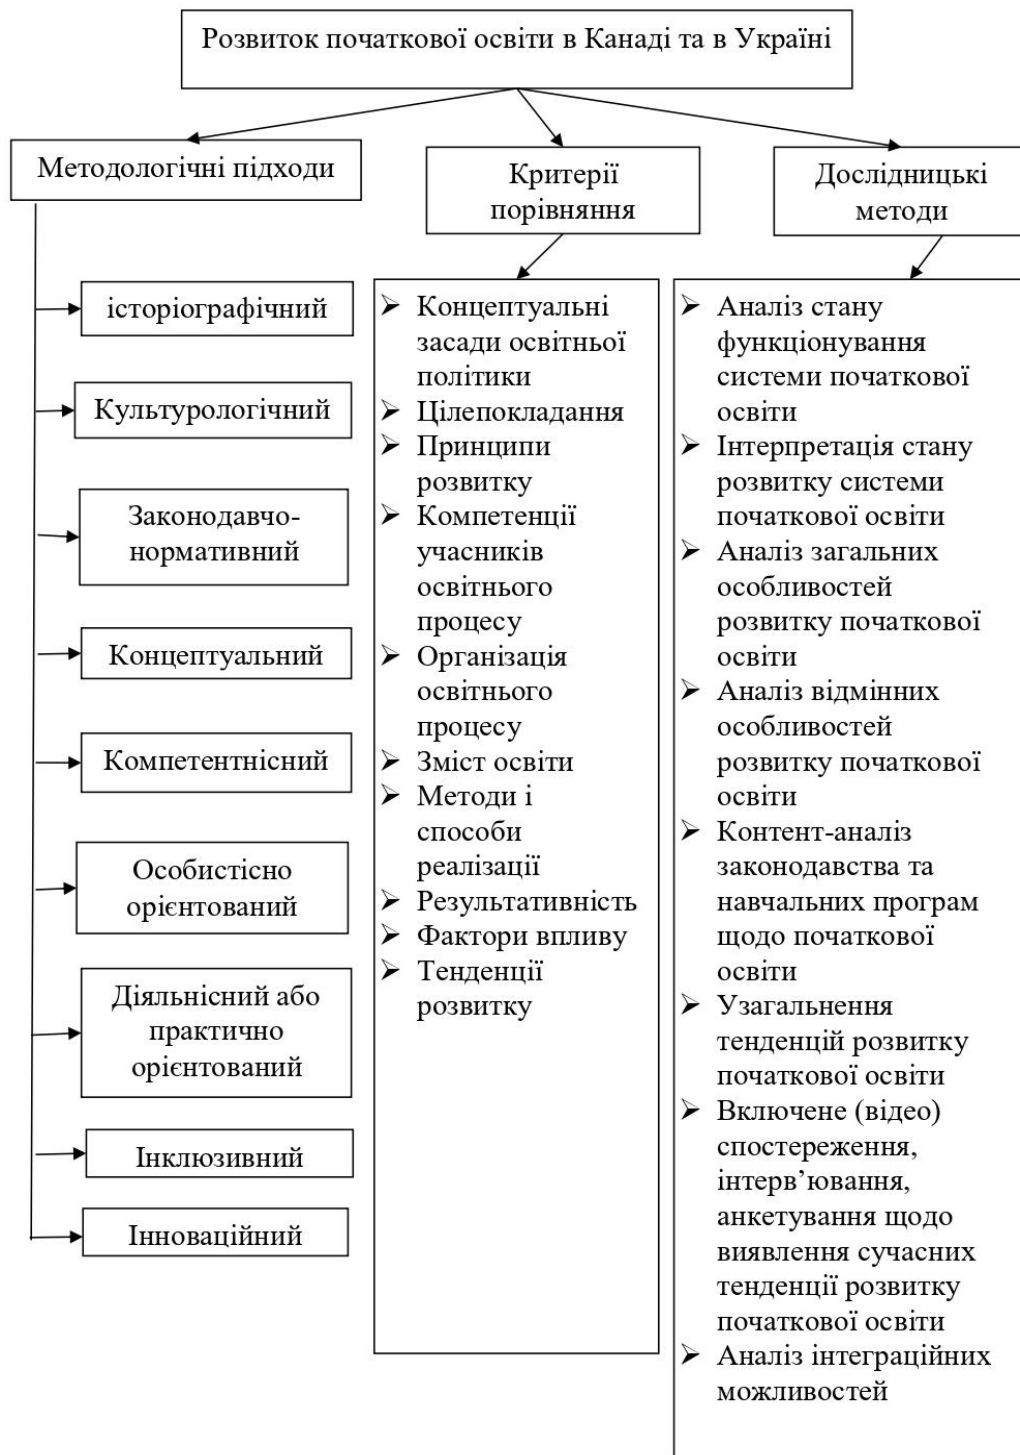 Розвиток початкової освіти в Канаді та в Україні
Методологічні підходи
Критерії
порівняння
Дослідницькі
методи
історіографічний
Культурологічний
Законодавчо-
нормативний
Концептуальний
Компетентнісний
Особистісно
орієнтований
Діяльнісний або
практично
орієнтований
Інклюзивний
Інноваційний
Концептуальні
засади освітньої
політики
Цілепокладання
Принципи
розвитку
Компетенції
учасників
освітнього
процесу
Організація
освітнього
процесу
Зміст освіти
Методи і
способи
реалізації
Результативність
Фактори впливу
Тенденції
розвитку
Аналіз стану
функціонування
системи початкової
освіти
Інтерпретація стану
розвитку системи
початкової освіти
Аналіз загальних
особливостей
розвитку початкової
освіти
Аналіз відмінних
особливостей
розвитку початкової
освіти
Контент-аналіз
законодавства та
навчальних програм
щодо початкової
освіти
Узагальнення
тенденцій розвитку
початкової освіти
Включене (відео)
спостереження,
інтерв’ювання,
анкетування щодо
виявлення сучасних
тенденції розвитку
початкової освіти
Аналіз інтеграційних
можливостей